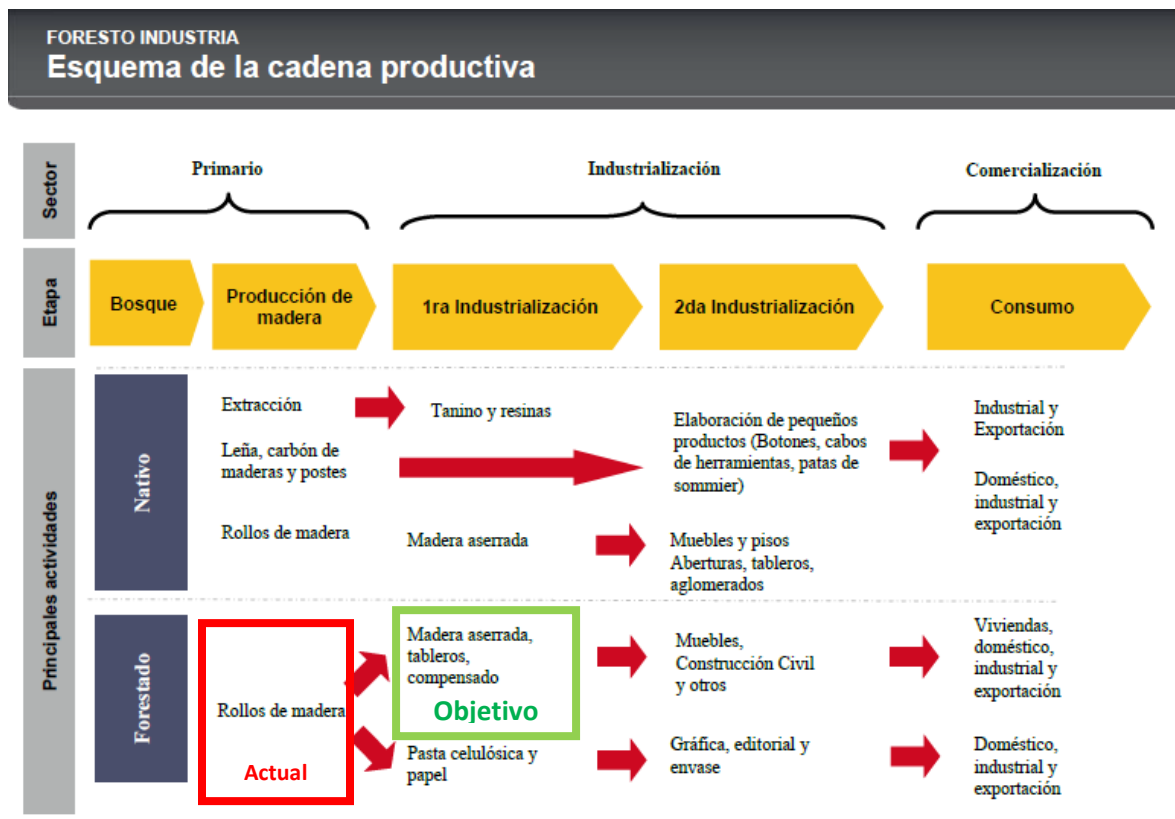 FORESTO INDUSTRIA
Esquema de la cadena productiva
Sector
Primario
Industrialización
Comercialización
Etapa
Bosque
Producción de
madera
1ra Industrialización
2da Industrialización
Consumo
Principales actividades
Nativo
Extracción
Tanino y resinas
Leña, carbón de
maderas y postes
Elaboración de pequeños
productos (Botones, cabos
de herramientas, patas de
sommier)
Industrial y
Exportación
Doméstico,
industrial y
exportación
Rollos de madera
Madera aserrada
Muebles y pisos
Aberturas, tableros,
aglomerados
Forestado
Rollos de madera
Actual
Madera aserrada,
tableros,
compensado
Objetivo
Muebles,
Construcción Civil
y otros
Viviendas,
doméstico,
industrial y
exportación
Pasta celulósica y
papel
Gráfica, editorial y
envase
Doméstico,
industrial y
exportación